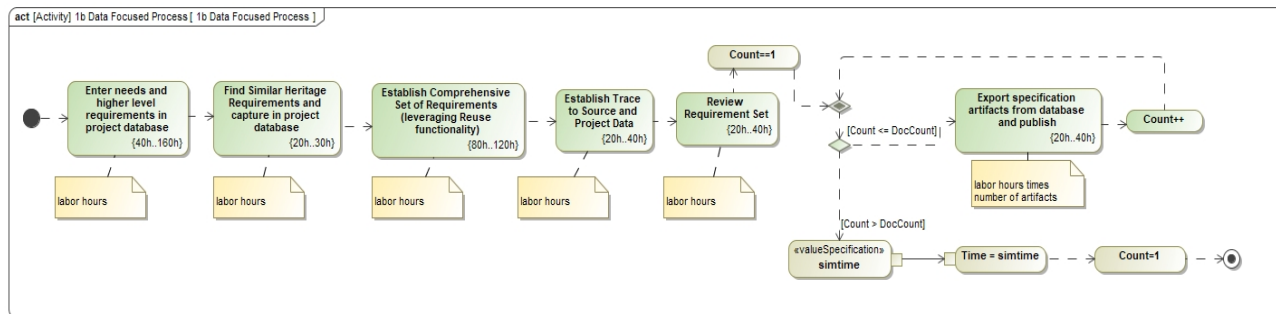 act [Activity] 1b Data Focused Process [ 1b Data Focused Process ]
Enter needs and
higher level
requirements in
project database
{40h..160h}
labor hours
Find Similar Heritage
Requirements and
capture in project
database
{20h..30h}
labor hours
Establish Comprehensive
Set of Requirements
(leveraging Reuse
functionality)
{80h..120h}
labor hours
Establish Trace
to Source and
Project Data
{20h..40h}
labor hours
Review
Requirement Set
{20h..40h}
labor hours
Count==1
[Count <= DocCount]
Export specification
artifacts from database
and publish
{20h..40h}
labor hours times
number of artifacts
Count++
[Count > DocCount]
«valueSpecification»
simtime
Time = simtime
Count=1